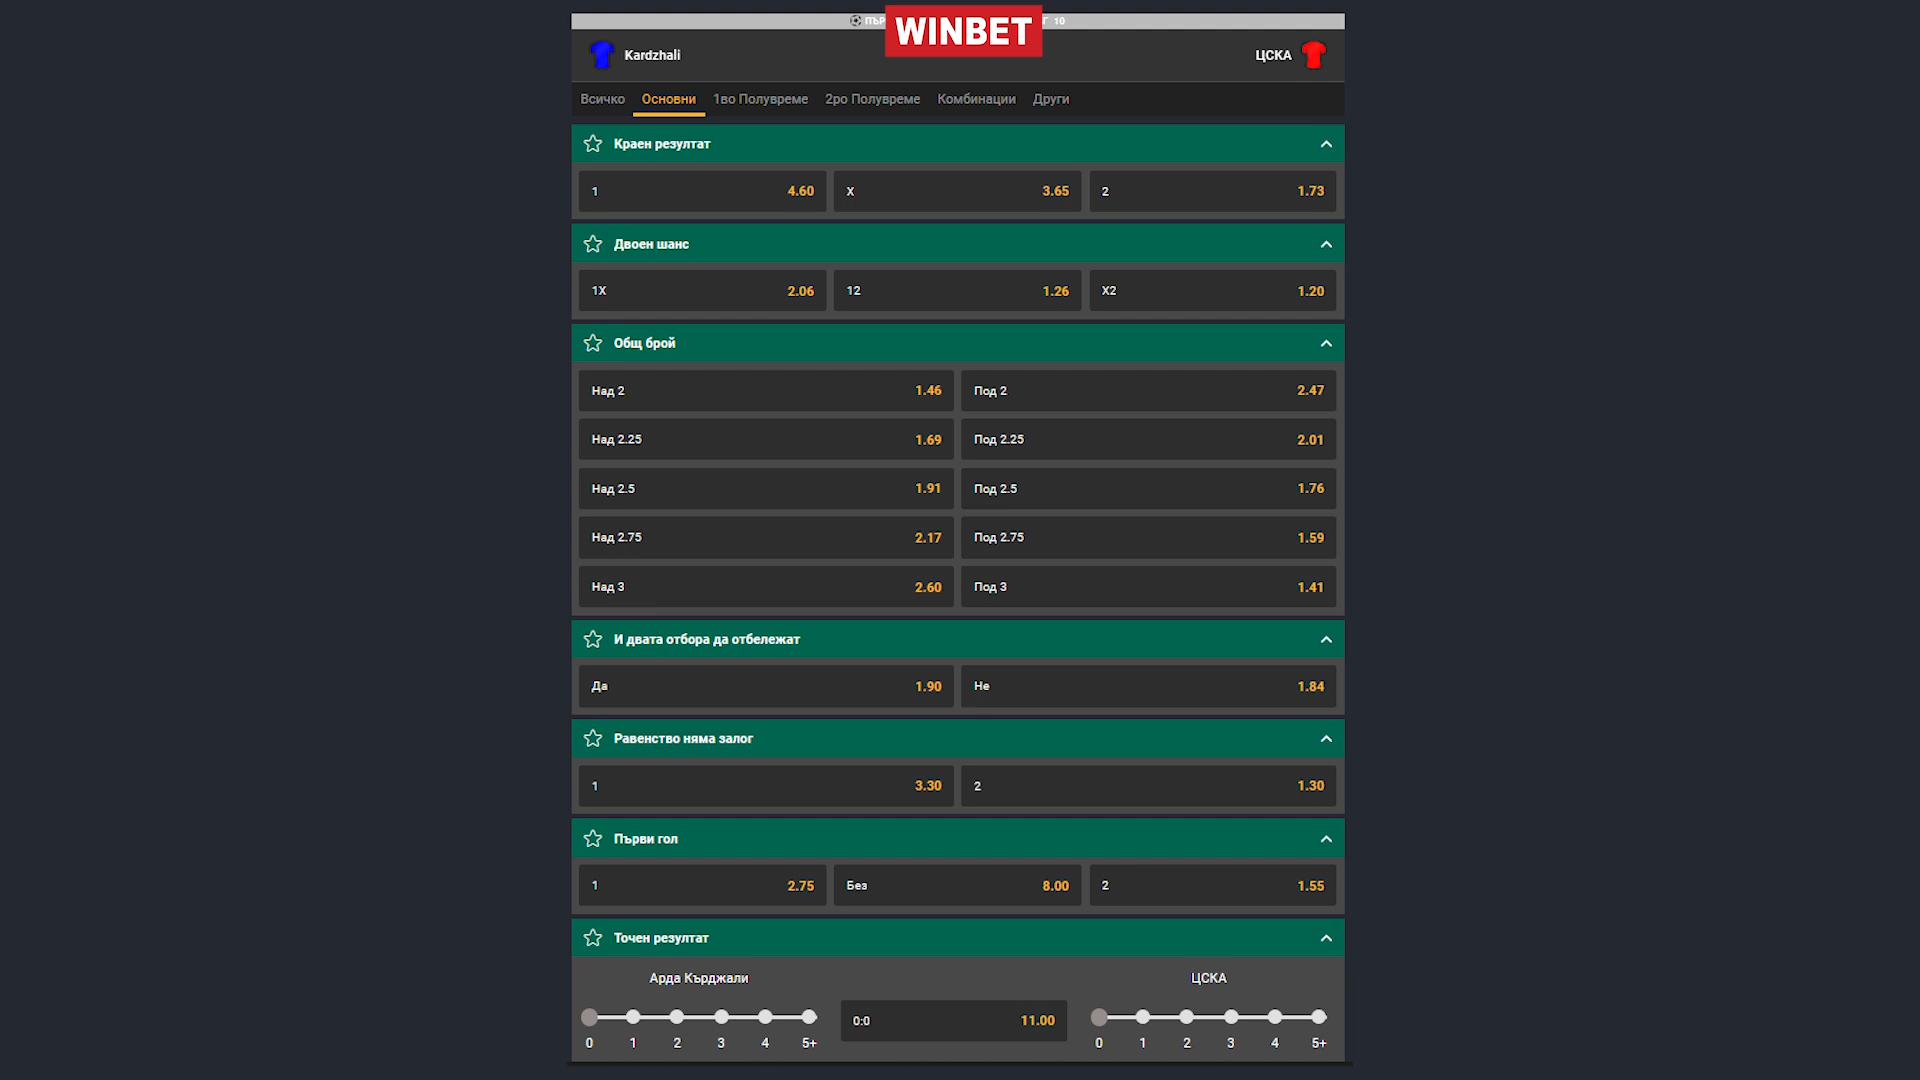 WINBET
10
Kardzhali
ЦСКА
Всичко Основни 1во Полувреме 2ро Полувреме Комбинации Други
Краен резултат
1 4.60 X 3.65 2 1.73
Двоен шанс
1X 2.06 12 1.26 X2 1.20
Общ брой
Над 2 1.46 Под 2 2.47
Над 2.25 1.69 Под 2.25 2.01
Над 2.5 1.91 Под 2.5 1.76
Над 2.75 2.17 Под 2.75 1.59
Над 3 2.60 Под 3 1.41
И двата отбора да отбележат
Да 1.90 Не 1.84
Равенство няма залог
1 3.30 2 1.30
Първи гол
1 2.75 Без 8.00 2 1.55
Точен резултат
Арда Кърджали ЦСКА
0:0 11.00
0 1 2 3 4 5+ 0 1 2 3 4 5+